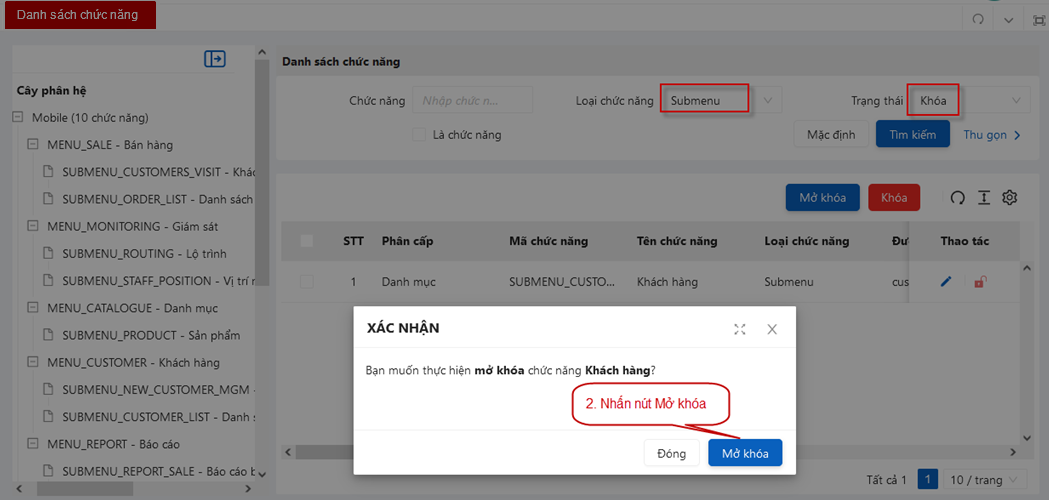 Danh sách chức năng
Cây phân hệ
Mobile (10 chức năng)
MENU_SALE - Bán hàng
SUBMENU_CUSTOMERS_VISIT - Khác
SUBMENU_ORDER_LIST - Danh sách
MENU_MONITORING - Giám sát
SUBMENU_ROUTING - Lộ trình
SUBMENU_STAFF_POSITION - Vị trí
MENU_CATALOGUE - Danh mục
SUBMENU_PRODUCT - Sản phẩm
MENU_CUSTOMER - Khách hàng
SUBMENU_NEW_CUSTOMER_MGM -
SUBMENU_CUSTOMER_LIST - Danh s
MENU_REPORT - Báo cáo
SUBMENU_REPORT_SALE - Báo cáo b
Danh sách chức năng
Chức năng Nhập chức n... Loại chức năng Submenu Trạng thái Khóa
Là chức năng Mặc định Tìm kiếm Thu gọn
Mở khóa Khóa
STT Phân cấp Mã chức năng Tên chức năng Loại chức năng Đư Thao tác
1 Danh mục SUBMENU_CUSTO... Khách hàng Submenu cus
XÁC NHẬN
Bạn muốn thực hiện mở khóa chức năng Khách hàng?
2. Nhấn nút Mở khóa
Đóng Mở khóa
Tất cả 1 1 10 / trang